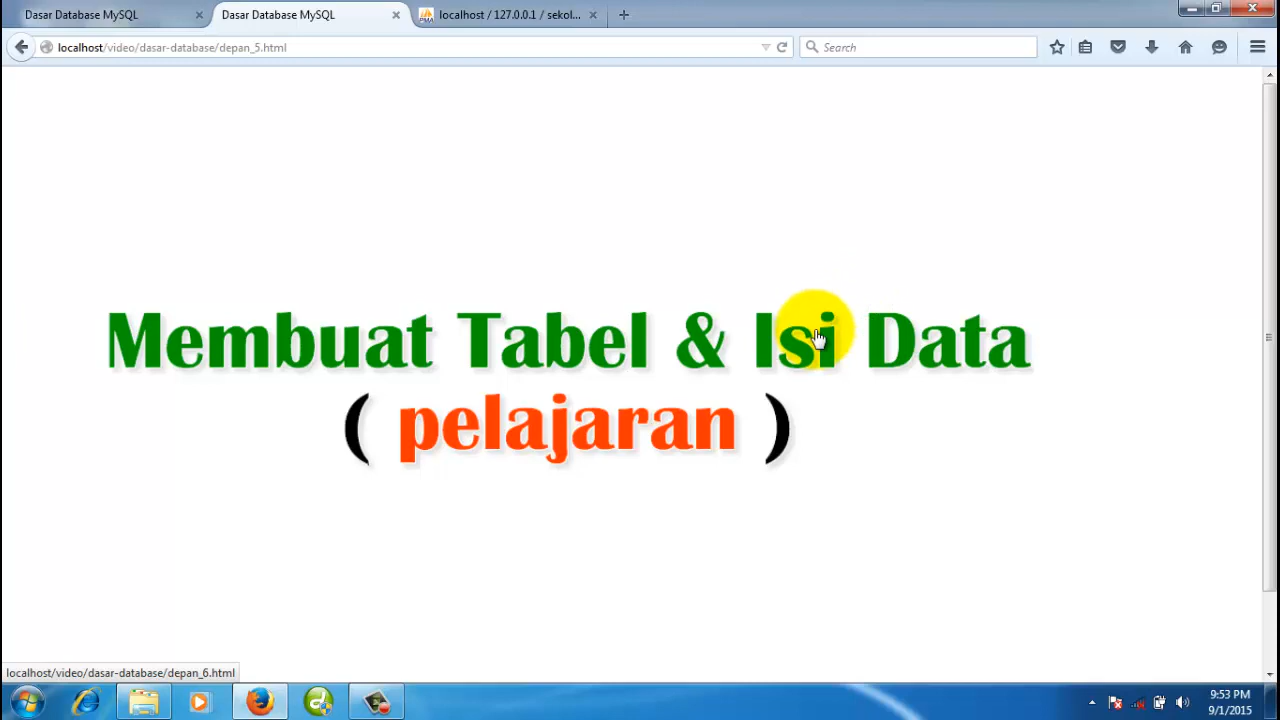 Dasar Database MySQL
Dasar Database MySQL
localhost / 127.0.0.1 / sekol...
localhost/video/dasar-database/depan_5.html
Search
Membuat Tabel & Isi Data
( pelajaran )
localhost/video/dasar-database/depan_6.html
9:53 PM
9/1/2015